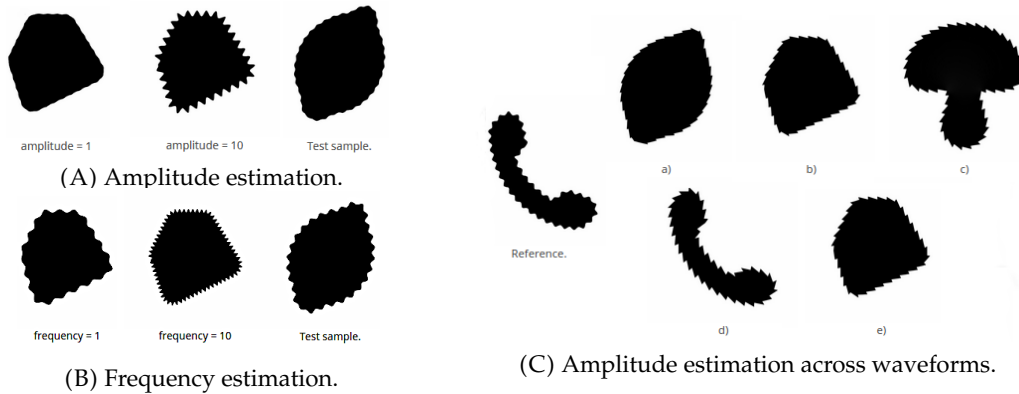 amplitude = 1
amplitude = 10
Test sample.
(A) Amplitude estimation.
frequency = 1
frequency = 10
Test sample.
(B) Frequency estimation.
Reference.
a)
b)
c)
d)
e)
(C) Amplitude estimation across waveforms.